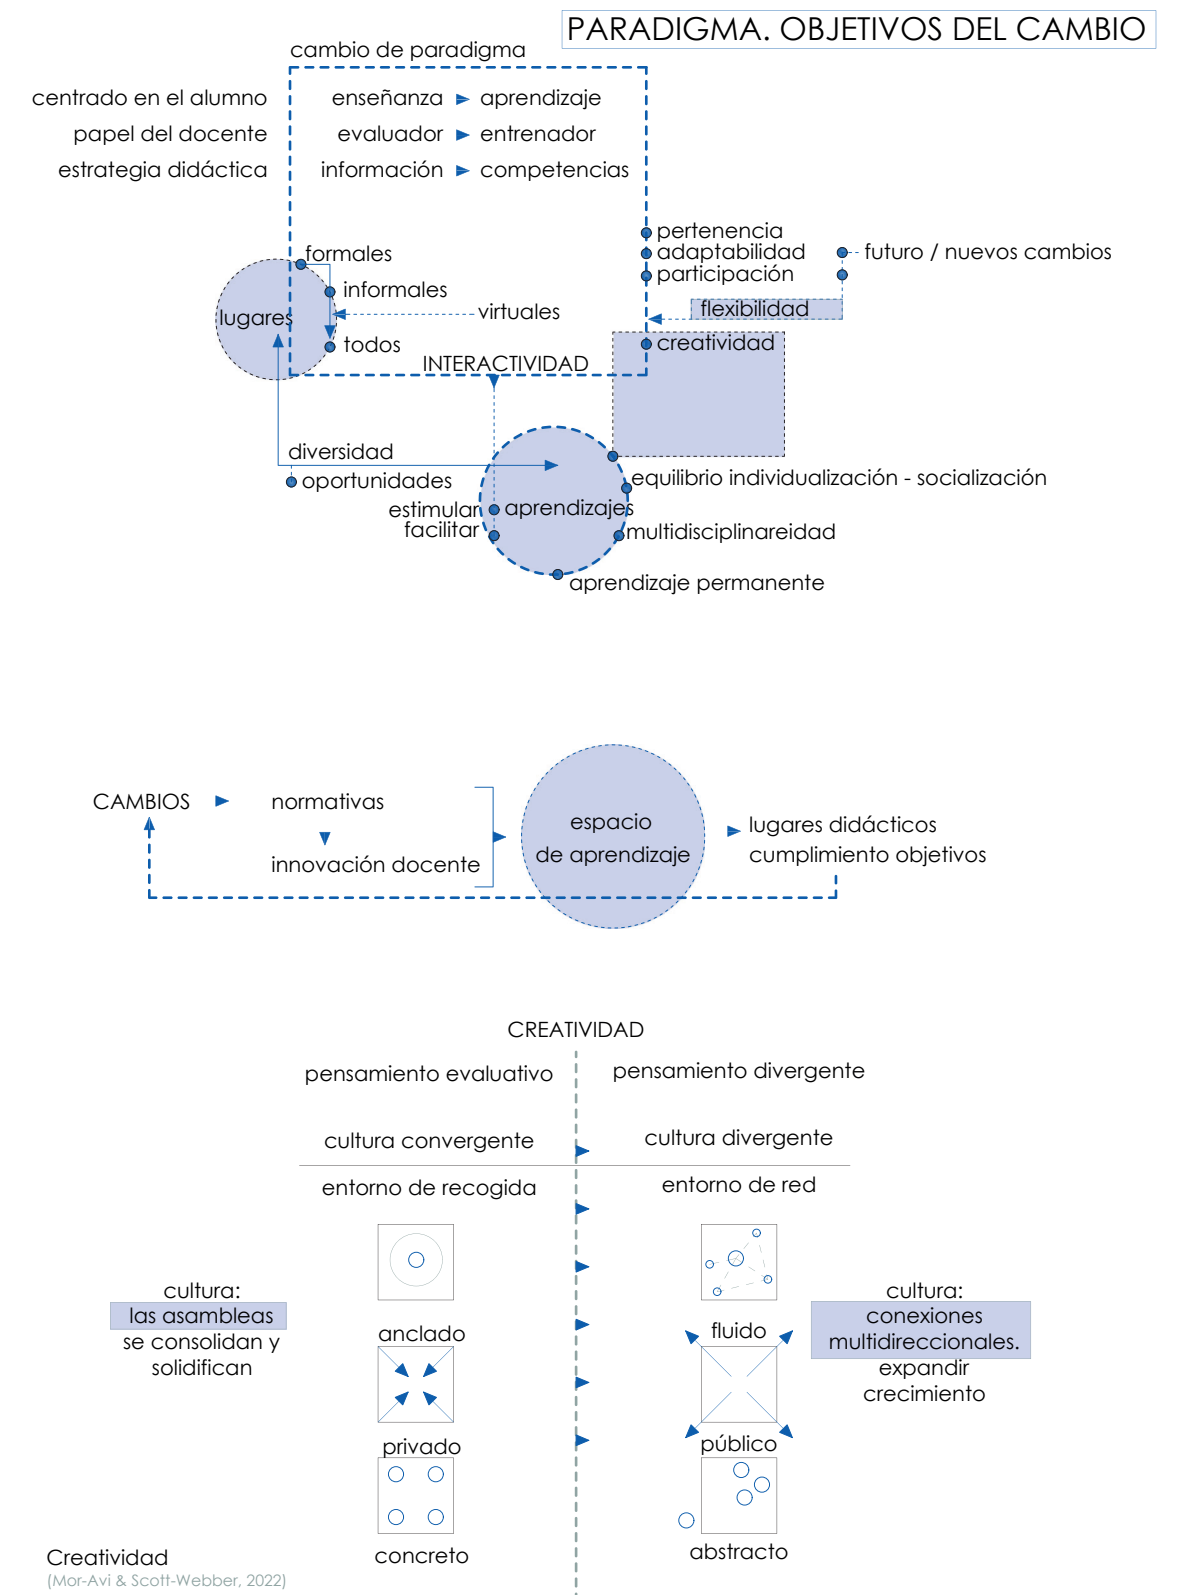 PARADIGMA. OBJETIVOS DEL CAMBIO
cambio de paradigma
centrado en el alumno enseñanza aprendizaje
papel del docente evaluador entrenador
estrategia didáctica información competencias
pertenencia
adaptabilidad
participación
futuro / nuevos cambios
flexibilidad
creatividad
formales
informales
lugares
virtuales
todos
INTERACTIVIDAD
diversidad
oportunidades
estimular
facilitar
aprendizajes
equilibrio individualización - socialización
multidisciplinareidad
aprendizaje permanente
CAMBIOS
normativas
innovación docente
espacio
de aprendizaje
lugares didácticos
cumplimiento objetivos
CREATIVIDAD
pensamiento evaluativo pensamiento divergente
cultura convergente cultura divergente
entorno de recogida entorno de red
cultura:
las asambleas
se consolidan y
solidifican
cultura:
conexiones
multidireccionales.
expandir
crecimiento
anclado fluido
privado público
concreto abstracto
Creatividad
(Mor-Avi & Scott-Webber, 2022)